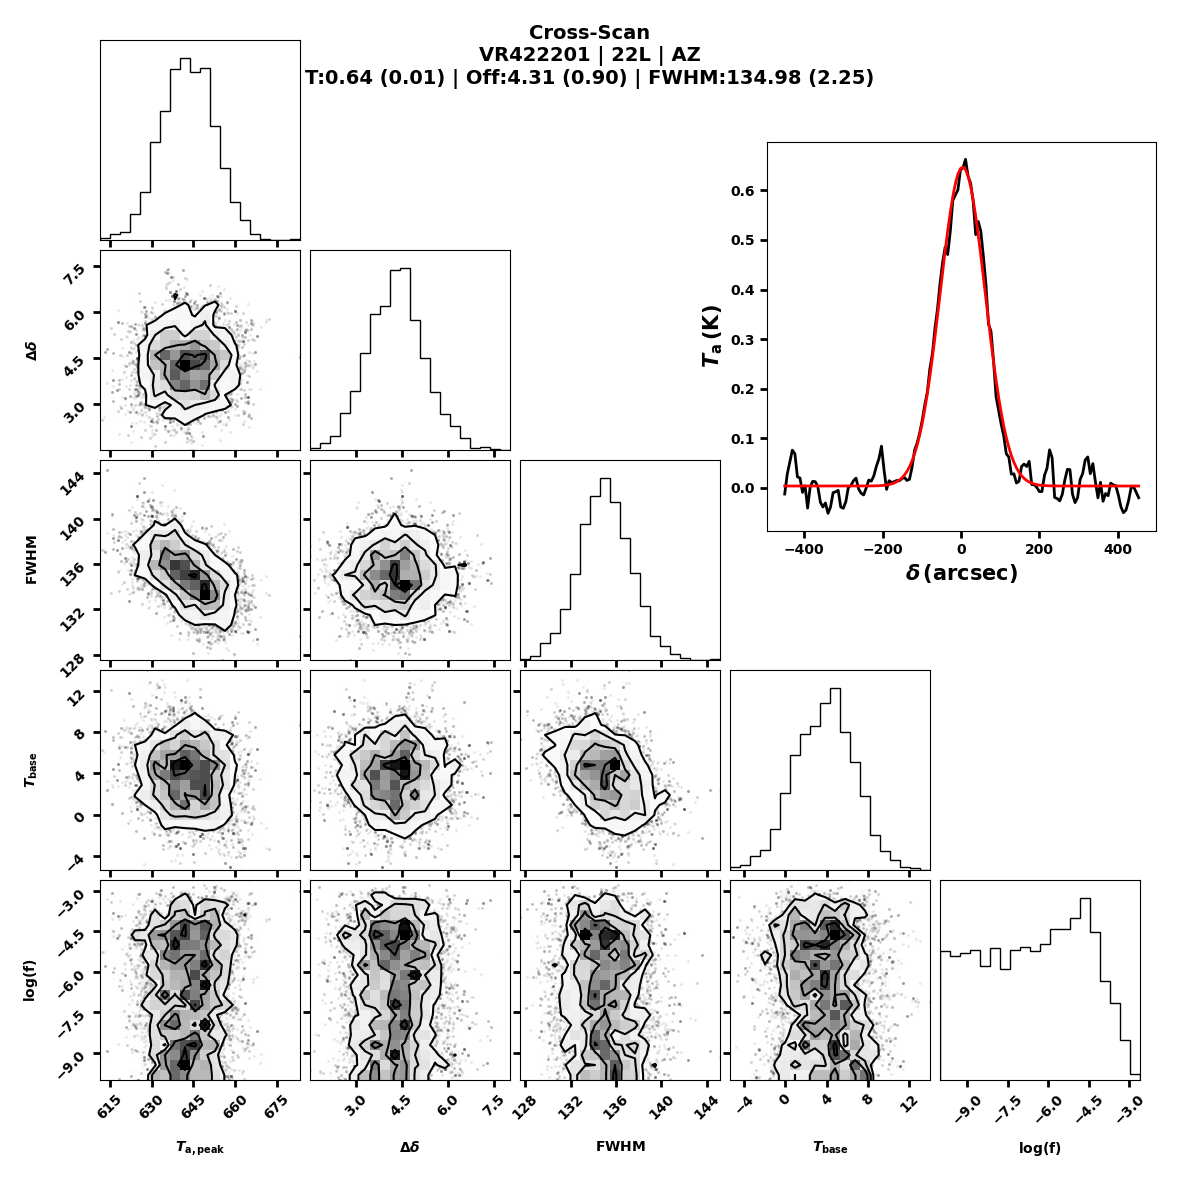 Cross-Scan
VR422201 | 22L | AZ
T:0.64 (0.01) | Off:4.31 (0.90) | FWHM:134.98 (2.25)
0.6
0.5
0.4
0.3
0.2
0.1
0.0
Ta (K)
−400 −200 0 200 400
δ (arcsec)
7.5
6.0
4.5
3.0
Δδ
144
140
136
132
128
FWHM
12
8
4
0
−4
Tbase
−3.0
−4.5
−6.0
−7.5
−9.0
log(f)
615 630 645 660 675 3.0 4.5 6.0 7.5 128 132 136 140 144 −4 0 4 8 12 −9.0 −7.5 −6.0 −4.5 −3.0
Ta,peak Δδ FWHM Tbase log(f)